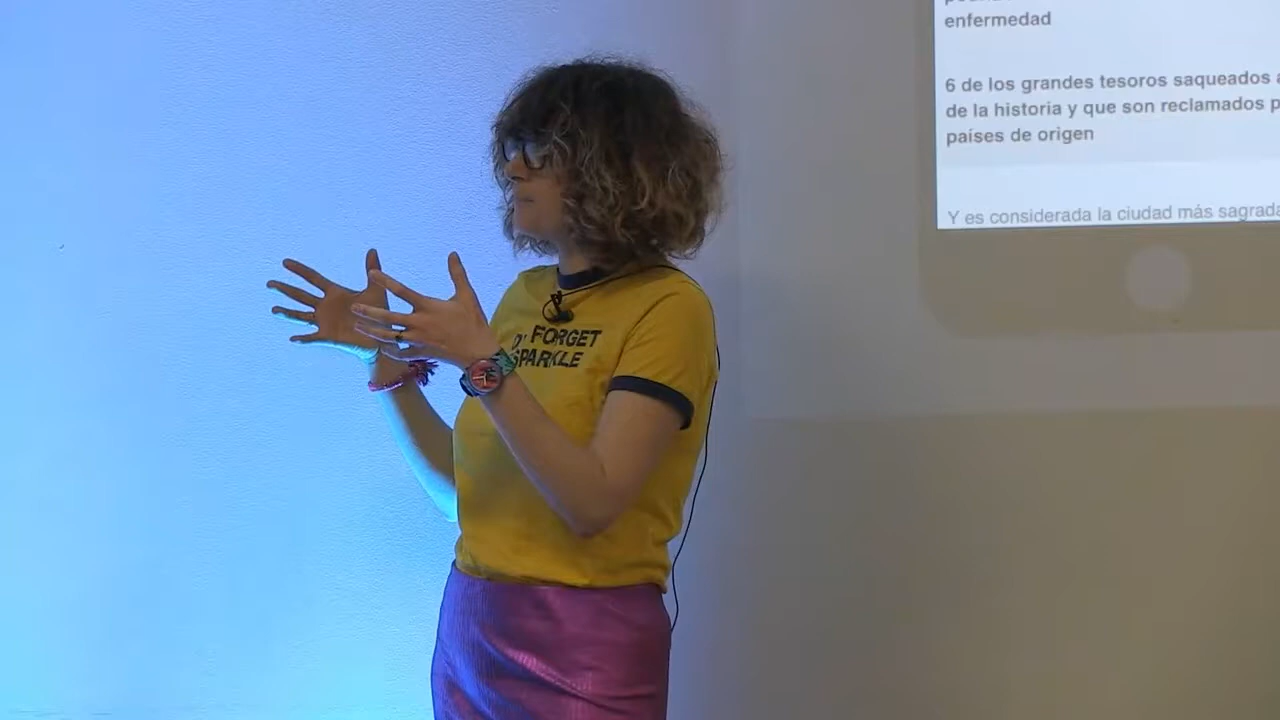 D' FORGET
SPARKLE
enfermedad
6 de los grandes tesoros saqueados
de la historia y que son reclamados
países de origen
Y es considerada la ciudad más sagrada